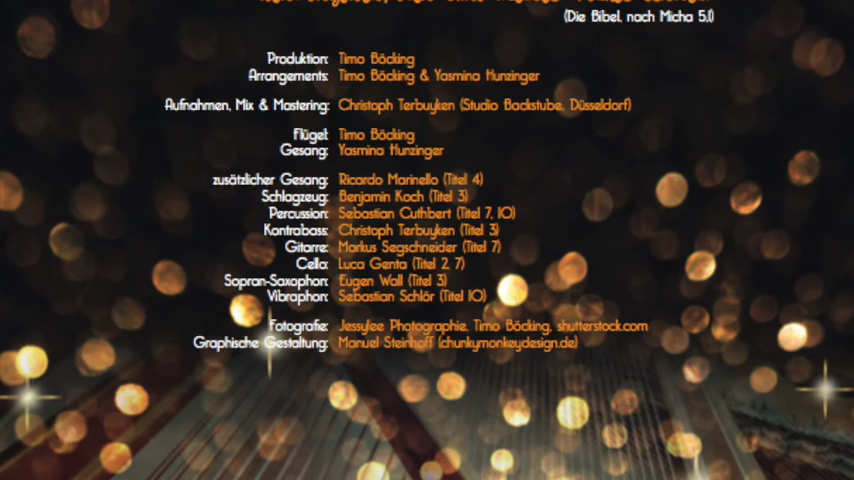 (Die Bibel, nach Micha 5,1)
Produktion: Timo Böcking
Arrangements: Timo Böcking & Yasmina Hunzinger
Aufnahmen, Mix & Mastering: Christoph Terbuyken (Studio Backstube, Düsseldorf)
Flügel: Timo Böcking
Gesang: Yasmina Hunzinger
zusätzlicher Gesang: Ricardo Marinello (Titel 4)
Schlagzeug: Benjamin Koch (Titel 3)
Percussion: Sebastian Cuthbert (Titel 7, 10)
Kontrabass: Christoph Terbuyken (Titel 3)
Gitarre: Markus Segschneider (Titel 7)
Cello: Luca Genta (Titel 2, 7)
Sopran-Saxophon: Eugen Wall (Titel 3)
Vibraphon: Sebastian Schlör (Titel 10)
Fotografie: Jessylee Photographie, Timo Böcking, shutterstock.com
Graphische Gestaltung: Manuel Steinhoff (chunkymonkeydesign.de)